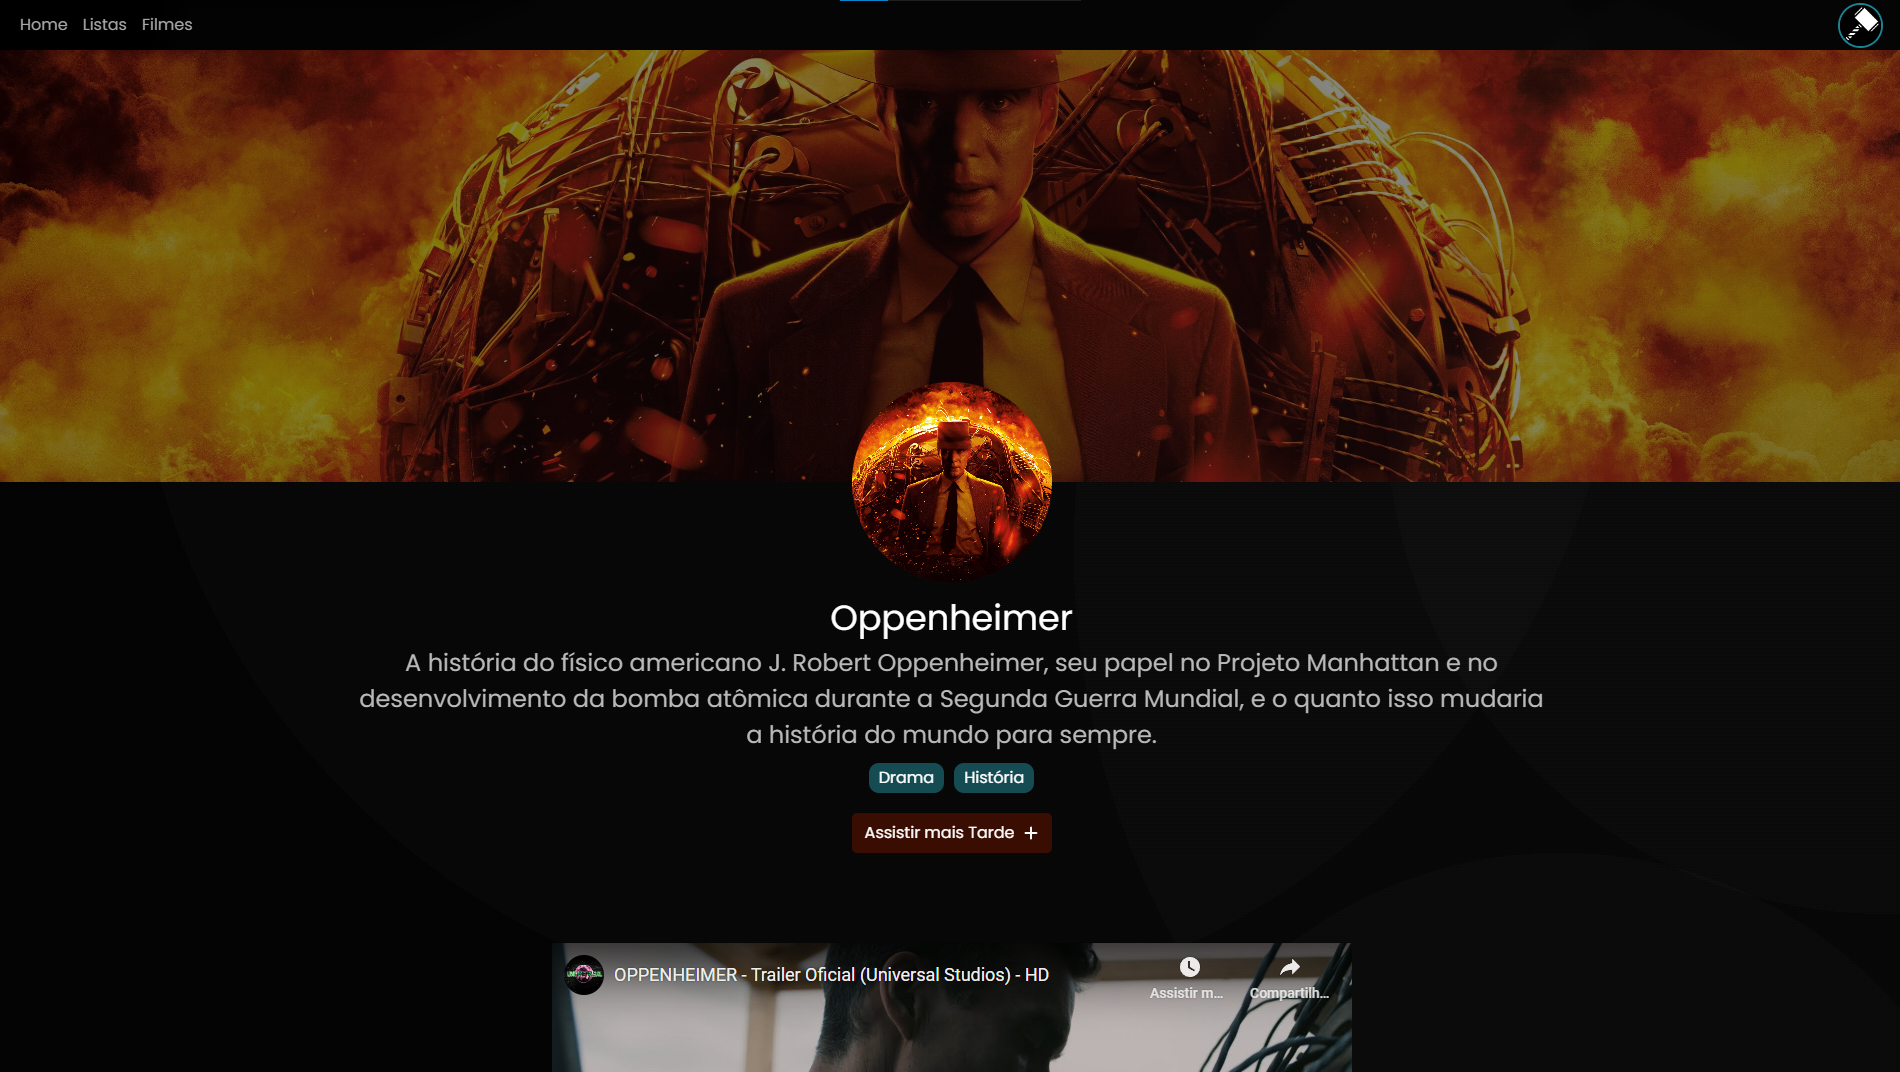 Home Listas Filmes
Oppenheimer
A história do físico americano J. Robert Oppenheimer, seu papel no Projeto Manhattan e no
desenvolvimento da bomba atômica durante a Segunda Guerra Mundial, e o quanto isso mudaria
a história do mundo para sempre.
Drama História
Assistir mais Tarde +
OPPENHEIMER - Trailer Oficial (Universal Studios) - HD
Assistir m... Compartilh...